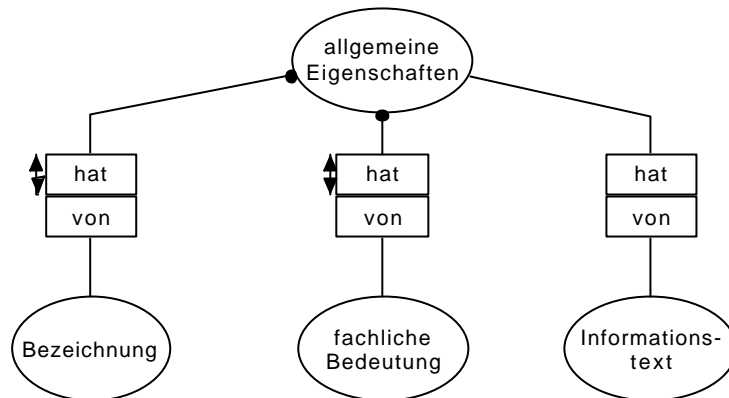 allgemeine
Eigenschaften
hat
von
hat
von
hat
von
Bezeichnung
fachliche
Bedeutung
Informations-
text